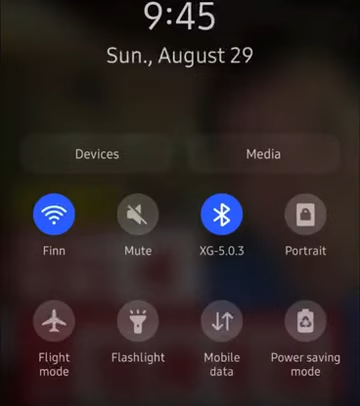 9:45
Sun., August 29
Devices
Media
Finn
Mute
XG-5.0.3
Portrait
Flight
mode
Flashlight
Mobile
data
Power saving
mode